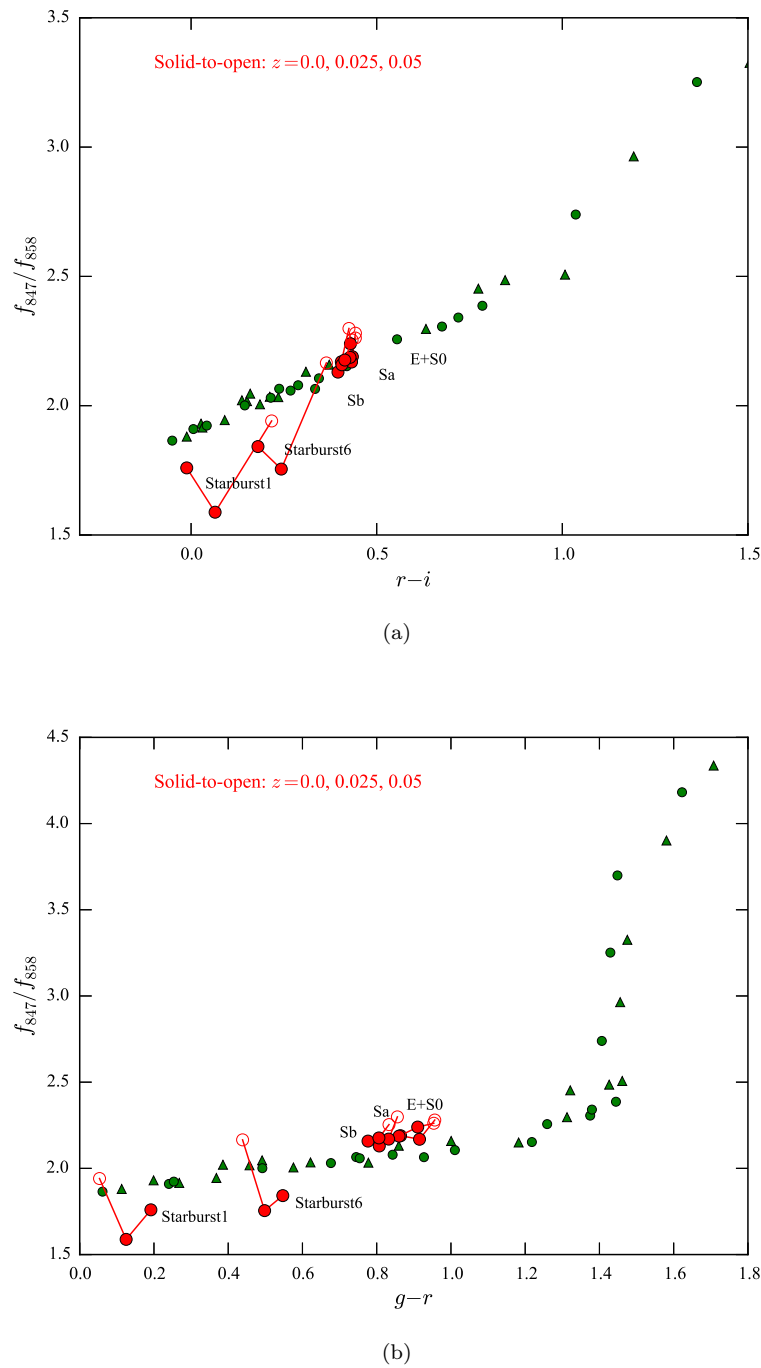 3.5
Solid-to-open: z=0.0, 0.025, 0.05
3.0
f847/f858
2.5
E+S0
Sa
2.0
Sb
Starburst6
Starburst1
1.5
0.0 0.5 1.0 1.5
r−i
(a)
4.5
Solid-to-open: z=0.0, 0.025, 0.05
4.0
3.5
f847/f858
3.0
2.5
E+S0
Sa
Sb
2.0
Starburst6
Starburst1
1.5
0.0 0.2 0.4 0.6 0.8 1.0 1.2 1.4 1.6 1.8
g−r
(b)